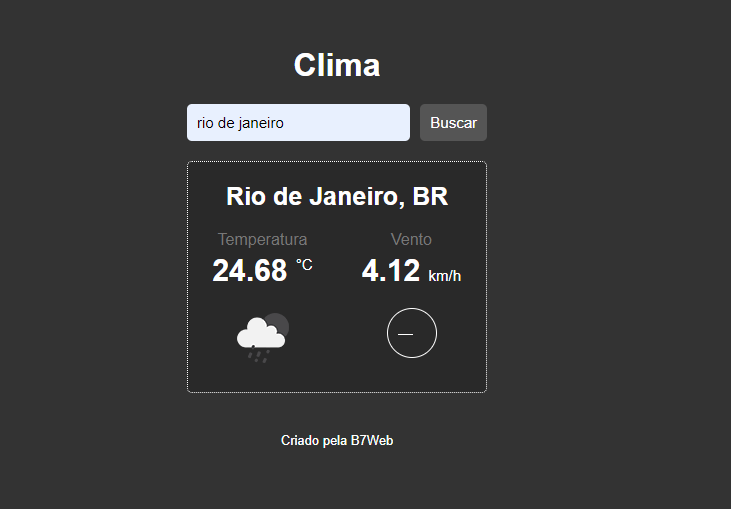 Clima
rio de janeiro
Buscar
Rio de Janeiro, BR
Temperatura
Vento
24.68 °C
4.12 km/h
Criado pela B7Web